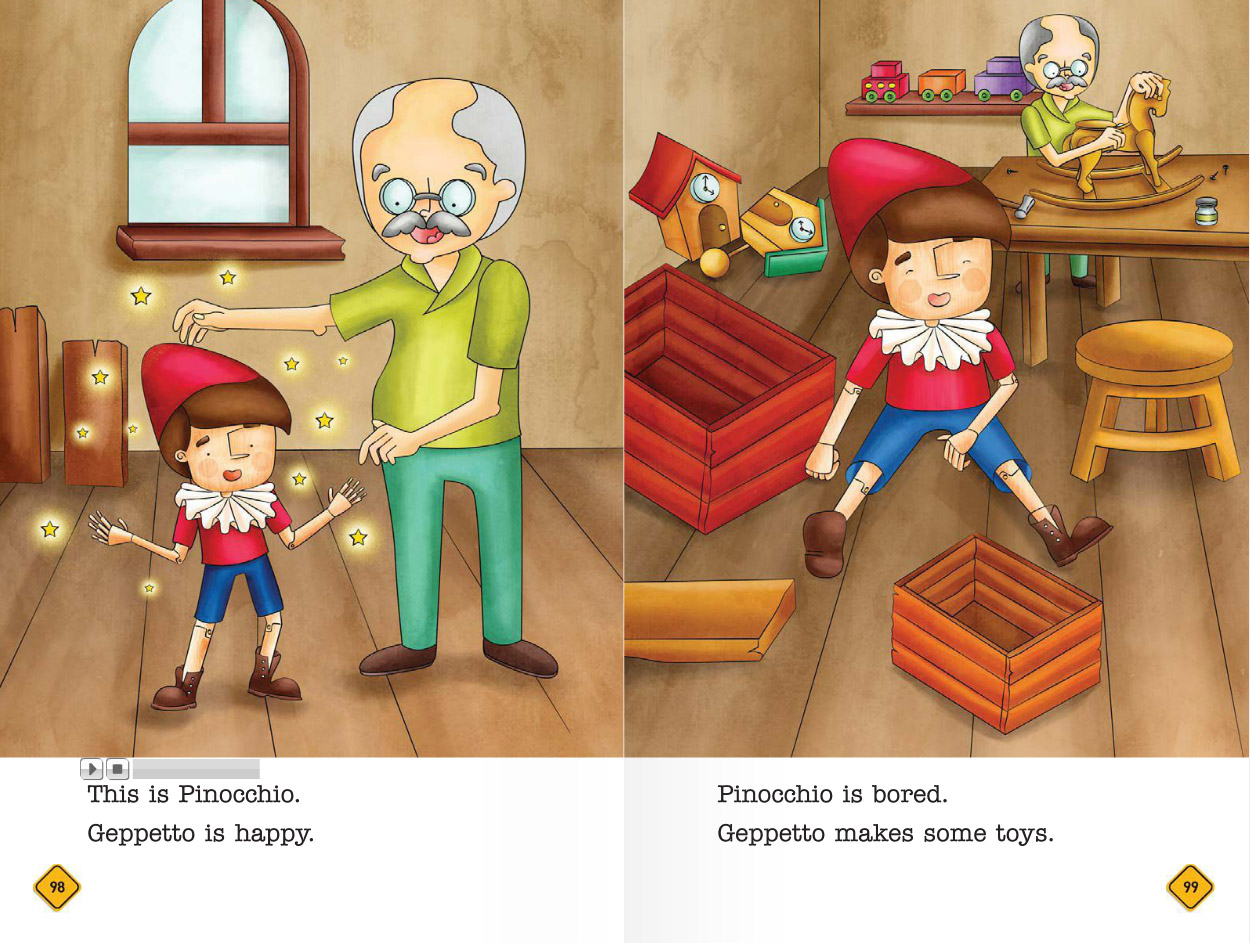 This is Pinocchio.
Geppetto is happy.
98
Pinocchio is bored.
Geppetto makes some toys.
99